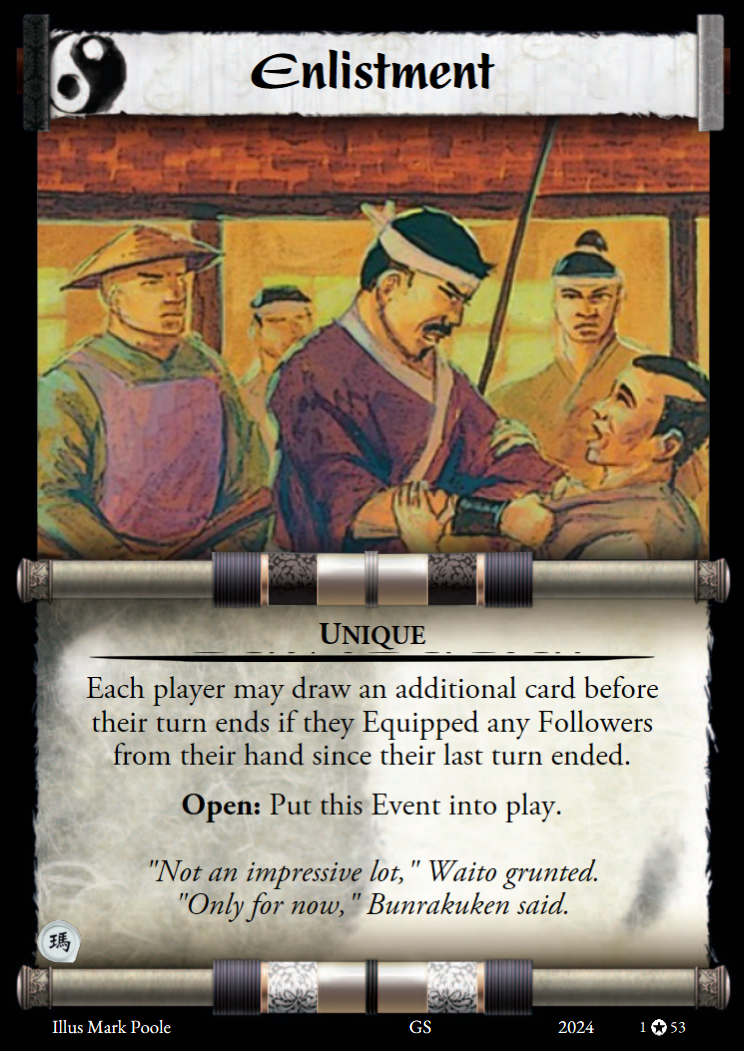 Enlistment
UNIQUE
Each player may draw an additional card before
their turn ends if they Equipped any Followers
from their hand since their last turn ended.
Open: Put this Event into play.
"Not an impressive lot," Waito grunted.
"Only for now," Bunrakuken said.
瑪
Illus Mark Poole GS 2024 1 ✪ 53